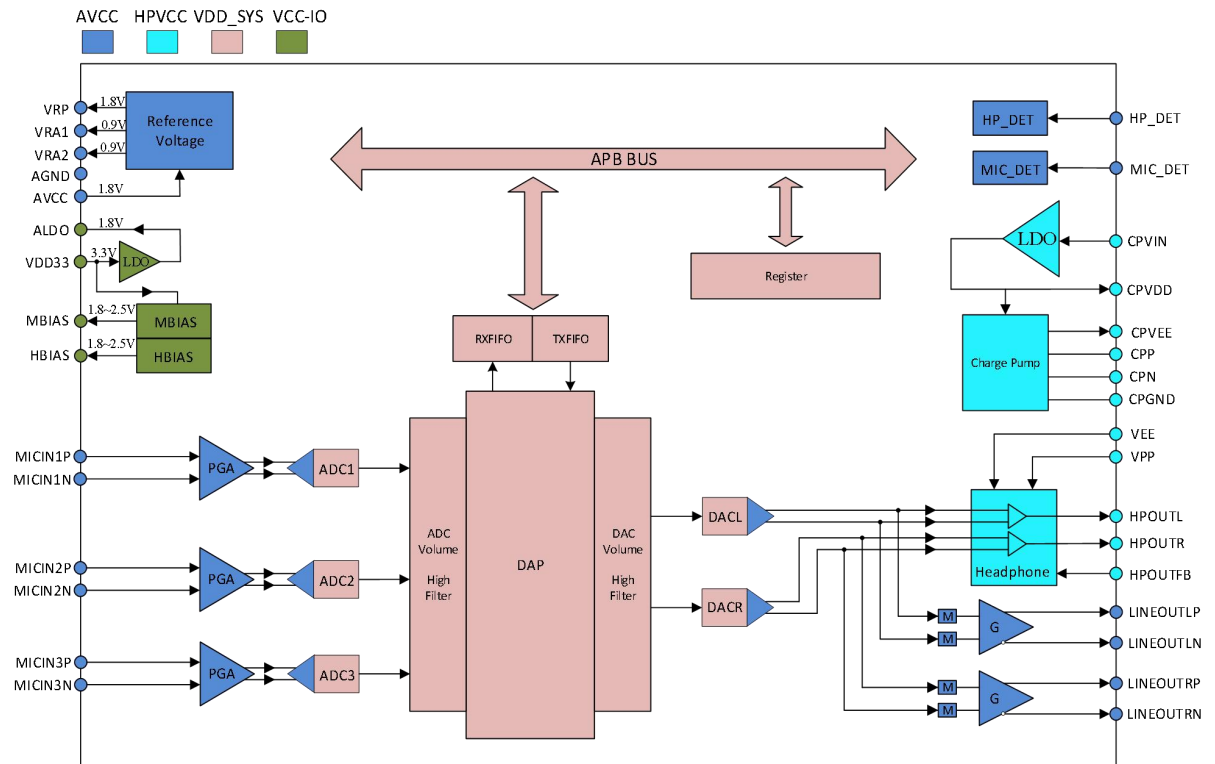 AVCC HPVCC VDD_SYS VCC-IO
VRP
1.8V
VRA1
0.9V
VRA2
0.9V
AGND
AVCC
1.8V
Reference
Voltage
ALDO
1.8V
VDD33
3.3V
LDO
MBIAS
1.8~2.5V
MBIAS
HBIAS
1.8~2.5V
HBIAS
APB BUS
Register
RXFIFO
TXFIFO
HP_DET
HP_DET
MIC_DET
MIC_DET
LDO
CPVIN
CPVDD
Charge Pump
CPVEE
CPP
CPN
CPGND
VEE
VPP
MICIN1P
MICIN1N
PGA
ADC1
MICIN2P
MICIN2N
PGA
ADC2
MICIN3P
MICIN3N
PGA
ADC3
ADC
Volume
High
Filter
DAP
DAC
Volume
High
Filter
DACL
DACR
Headphone
HPOUTL
HPOUTR
HPOUTFB
M
M
G
LINEOUTLP
LINEOUTLN
M
M
G
LINEOUTRP
LINEOUTRN